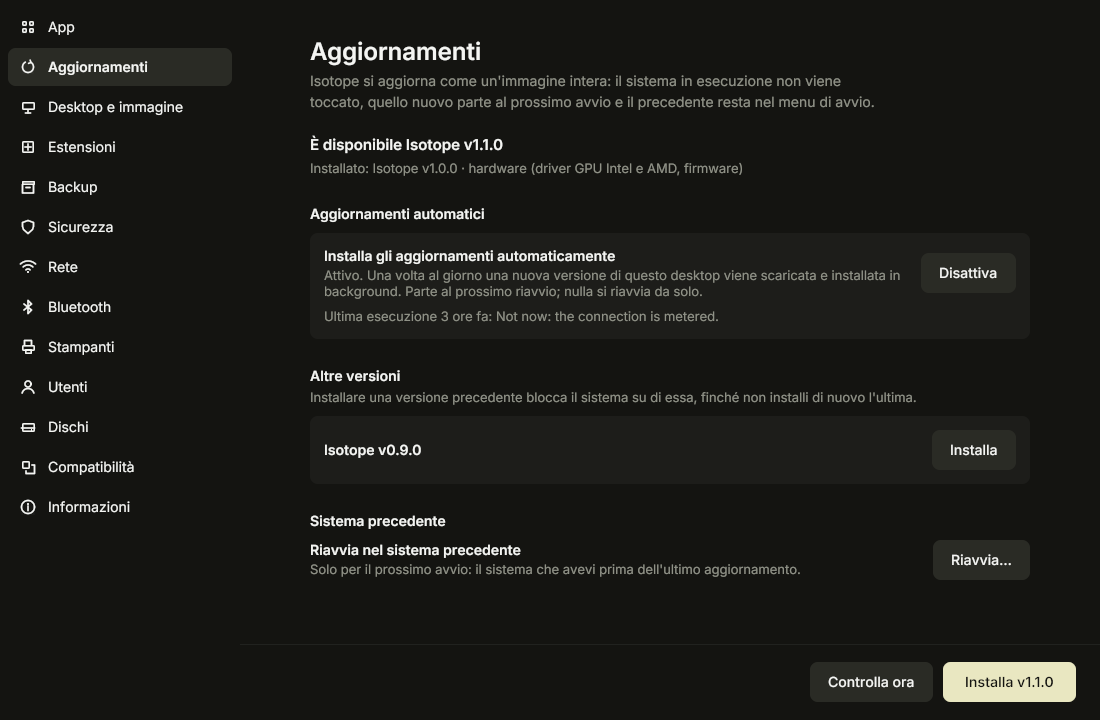 App
Aggiornamenti
Desktop e immagine
Estensioni
Backup
Sicurezza
Rete
Bluetooth
Stampanti
Utenti
Dischi
Compatibilità
Informazioni
Aggiornamenti
Isotope si aggiorna come un'immagine intera: il sistema in esecuzione non viene
toccato, quello nuovo parte al prossimo avvio e il precedente resta nel menu di avvio.
È disponibile Isotope v1.1.0
Installato: Isotope v1.0.0 · hardware (driver GPU Intel e AMD, firmware)
Aggiornamenti automatici
Installa gli aggiornamenti automaticamente
Attivo. Una volta al giorno una nuova versione di questo desktop viene scaricata e installata in
background. Parte al prossimo riavvio; nulla si riavvia da solo.
Ultima esecuzione 3 ore fa: Not now: the connection is metered.
Disattiva
Altre versioni
Installare una versione precedente blocca il sistema su di essa, finché non installi di nuovo l'ultima.
Isotope v0.9.0
Installa
Sistema precedente
Riavvia nel sistema precedente
Solo per il prossimo avvio: il sistema che avevi prima dell'ultimo aggiornamento.
Riavvia...
Controlla ora
Installa v1.1.0